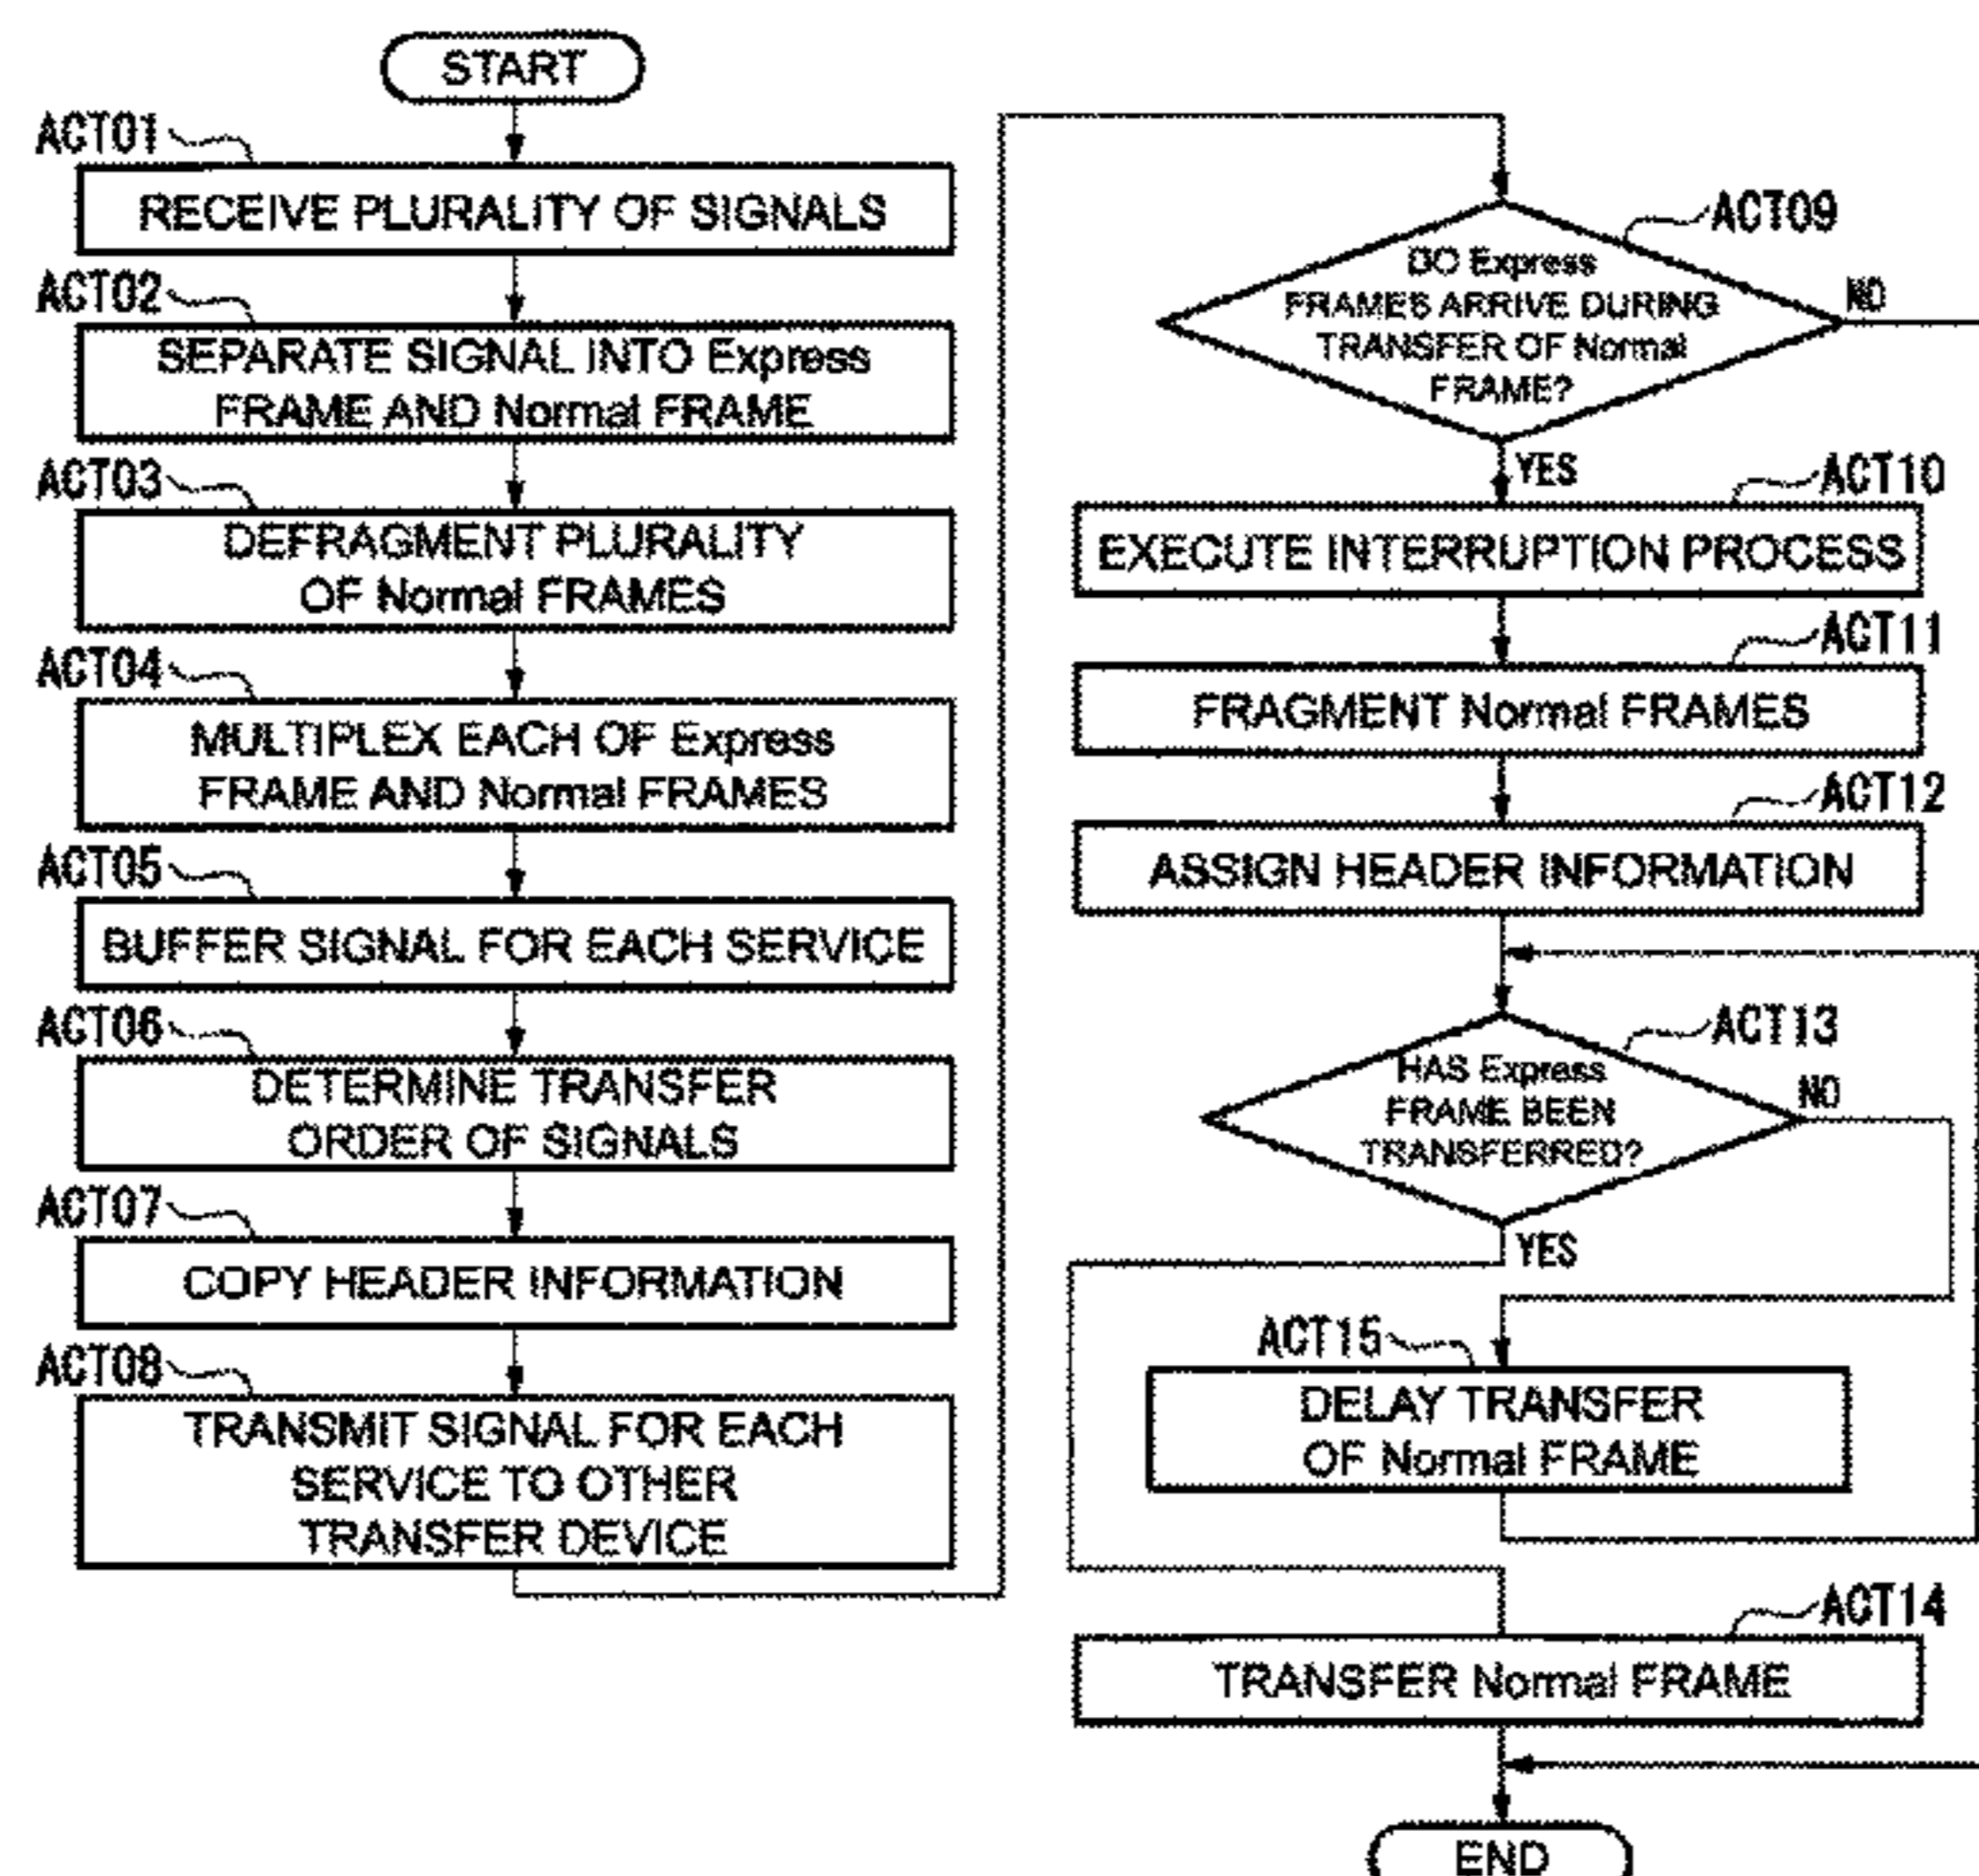 START
ACT01
RECEIVE PLURALITY OF SIGNALS
ACT02
SEPARATE SIGNAL INTO Express
FRAME AND Normal FRAME
ACT03
DEFRAGMENT PLURALITY
OF Normal FRAMES
ACT04
MULTIPLEX EACH OF Express
FRAME AND Normal FRAMES
ACT05
BUFFER SIGNAL FOR EACH SERVICE
ACT06
DETERMINE TRANSFER
ORDER OF SIGNALS
ACT07
COPY HEADER INFORMATION
ACT08
TRANSMIT SIGNAL FOR EACH
SERVICE TO OTHER
TRANSFER DEVICE
ACT09
DO Express
FRAMES ARRIVE DURING
TRANSFER OF Normal
FRAME?
NO
YES
ACT10
EXECUTE INTERRUPTION PROCESS
ACT11
FRAGMENT Normal FRAMES
ACT12
ASSIGN HEADER INFORMATION
ACT13
HAS Express
FRAME BEEN
TRANSFERRED?
NO
YES
ACT15
DELAY TRANSFER
OF Normal FRAME
ACT14
TRANSFER Normal FRAME
END